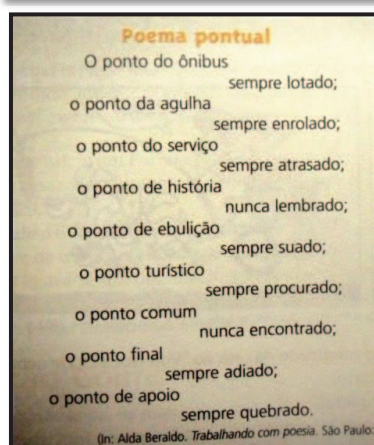 Poema pontual
O ponto do ônibus
sempre lotado;
o ponto da agulha
sempre enrolado;
o ponto do serviço
sempre atrasado;
o ponto de história
nunca lembrado;
o ponto de ebulição
sempre suado;
o ponto turístico
sempre procurado;
o ponto comum
nunca encontrado;
o ponto final
sempre adiado;
o ponto de apoio
sempre quebrado.
(In: Alda Beraldo. Trabalhando com poesia. São Paulo: